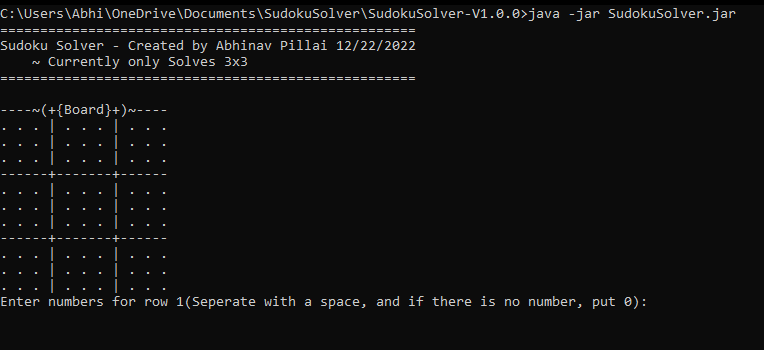 C:\Users\Abhi\OneDrive\Documents\SudokuSolver\SudokuSolver-V1.0.0>java -jar SudokuSolver.jar
====================================================
Sudoku Solver - Created by Abhinav Pillai 12/22/2022
    ~ Currently only Solves 3x3
====================================================

----~(+{Board}+)~----
. . . | . . . | . . .
. . . | . . . | . . .
. . . | . . . | . . .
------+-------+------
. . . | . . . | . . .
. . . | . . . | . . .
. . . | . . . | . . .
------+-------+------
. . . | . . . | . . .
. . . | . . . | . . .
. . . | . . . | . . .
Enter numbers for row 1(Seperate with a space, and if there is no number, put 0):